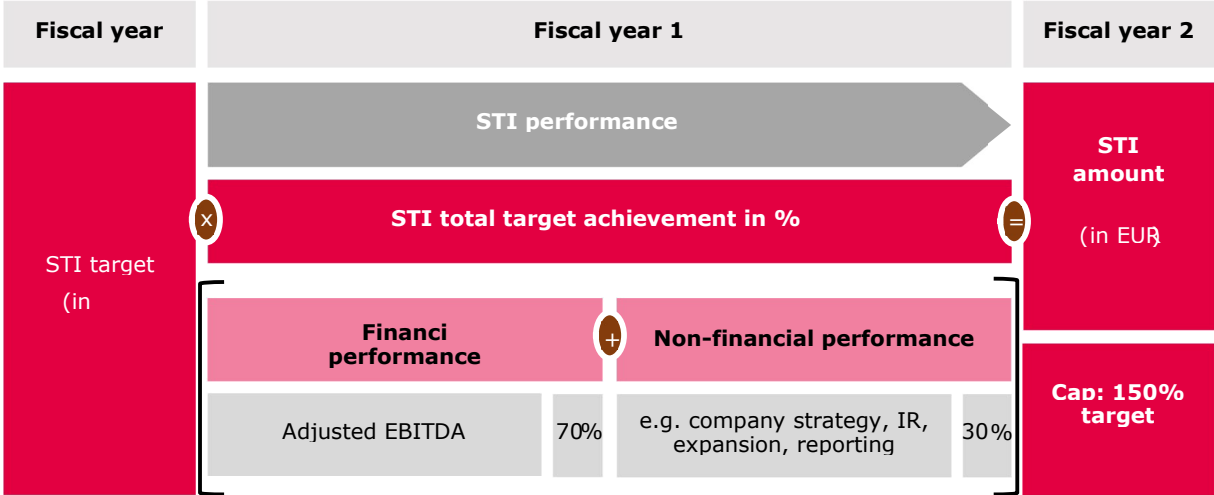 Fiscal year
Fiscal year 1
Fiscal year 2
STI performance
STI total target achievement in %
x
=
STI target
(in
STI
amount
(in EUR)
Financi
performance
+
Non-financial performance
Adjusted EBITDA
70%
e.g. company strategy, IR,
expansion, reporting
30%
Cap: 150%
target